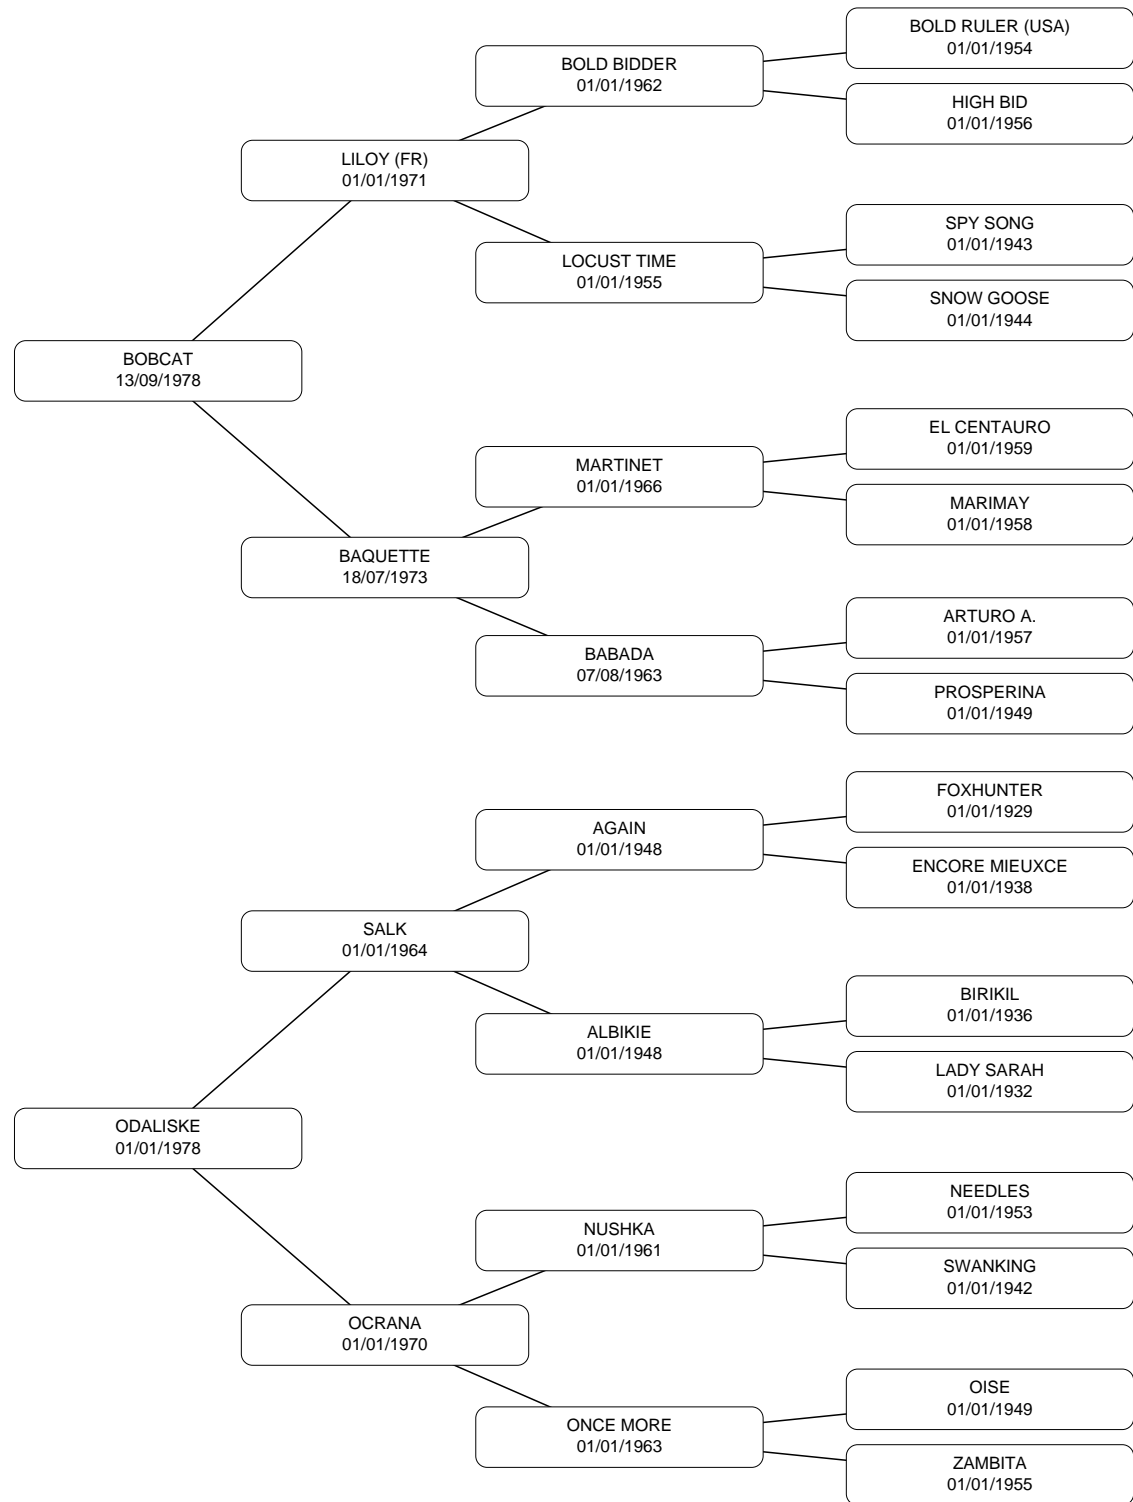 BOLD RULER (USA)
01/01/1954
BOLD BIDDER
01/01/1962
HIGH BID
01/01/1956
LILOY (FR)
01/01/1971
SPY SONG
01/01/1943
LOCUST TIME
01/01/1955
SNOW GOOSE
01/01/1944
BOBCAT
13/09/1978
EL CENTAURO
01/01/1959
MARTINET
01/01/1966
MARIMAY
01/01/1958
BAQUETTE
18/07/1973
ARTURO A.
01/01/1957
BABADA
07/08/1963
PROSPERINA
01/01/1949
FOXHUNTER
01/01/1929
AGAIN
01/01/1948
ENCORE MIEUXCE
01/01/1938
SALK
01/01/1964
BIRIKIL
01/01/1936
ALBIKIE
01/01/1948
LADY SARAH
01/01/1932
ODALISKE
01/01/1978
NEEDLES
01/01/1953
NUSHKA
01/01/1961
SWANKING
01/01/1942
OCRANA
01/01/1970
OISE
01/01/1949
ONCE MORE
01/01/1963
ZAMBITA
01/01/1955